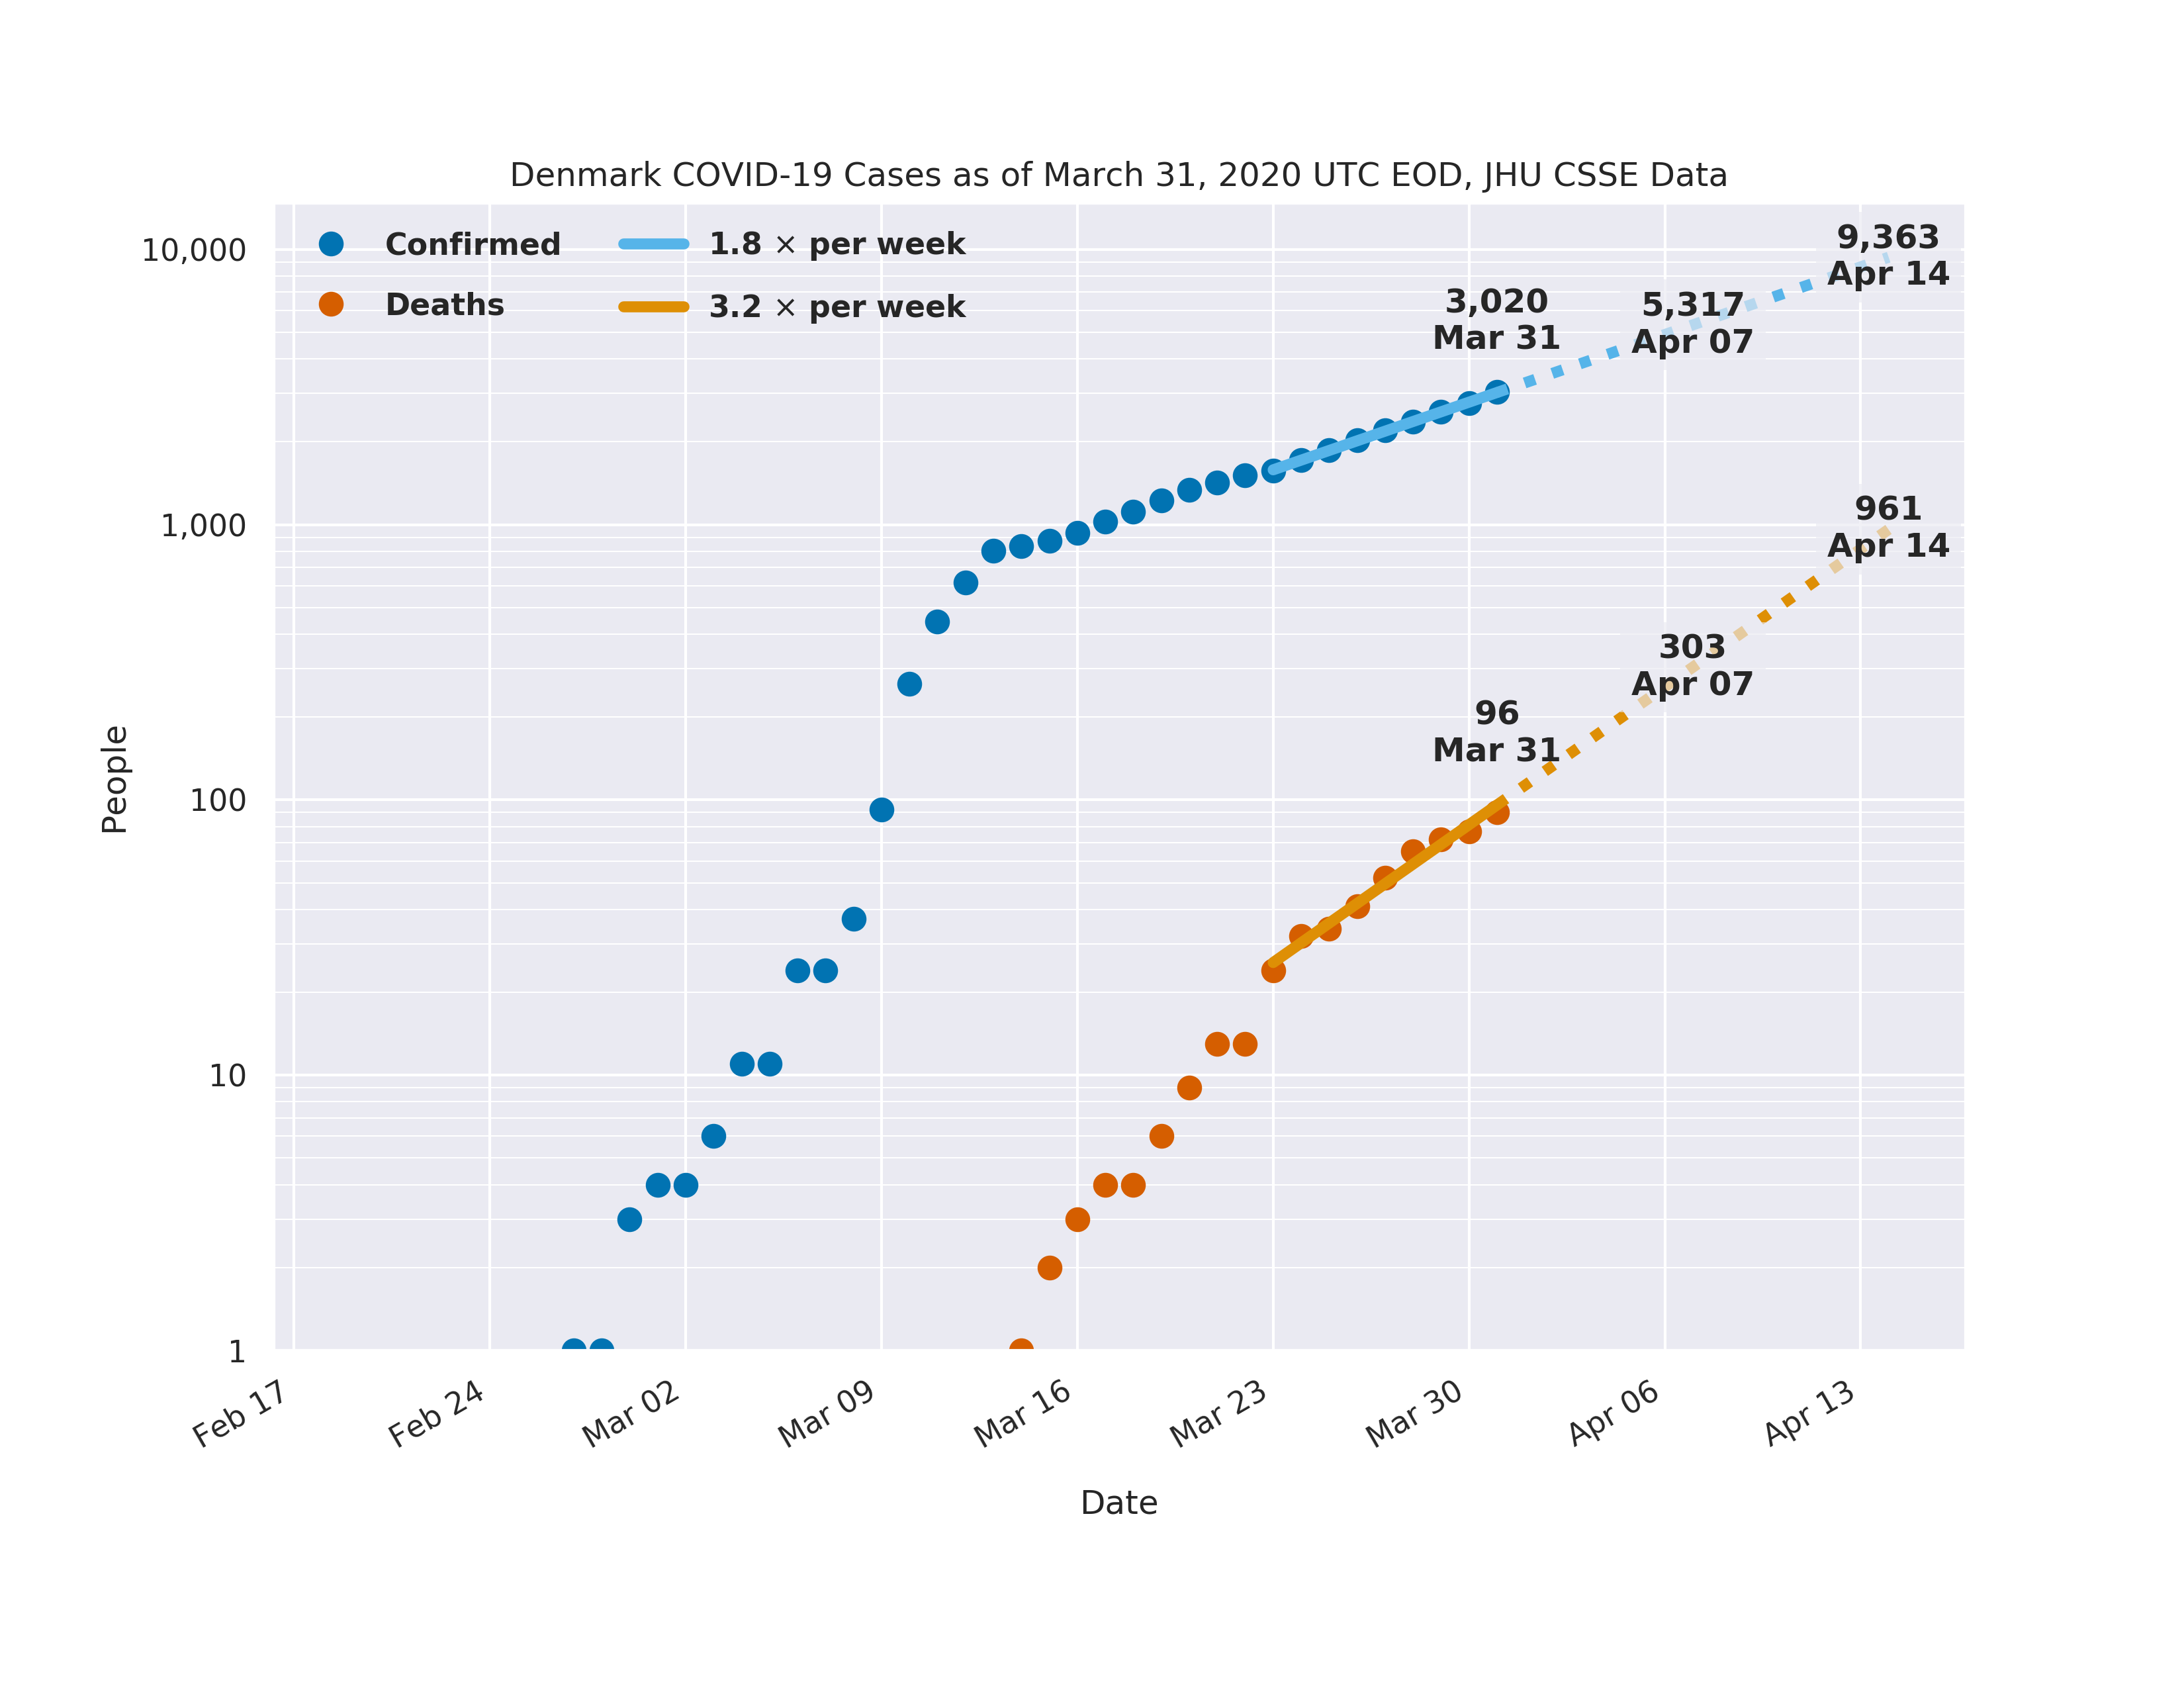 Denmark COVID-19 Cases as of March 31, 2020 UTC EOD, JHU CSSE Data
Confirmed
Deaths
1.8 × per week
3.2 × per week
3,020
Mar 31
5,317
Apr 07
9,363
Apr 14
96
Mar 31
303
Apr 07
961
Apr 14
People
10,000
1,000
100
10
1
Feb 17
Feb 24
Mar 02
Mar 09
Mar 16
Mar 23
Mar 30
Apr 06
Apr 13
Date